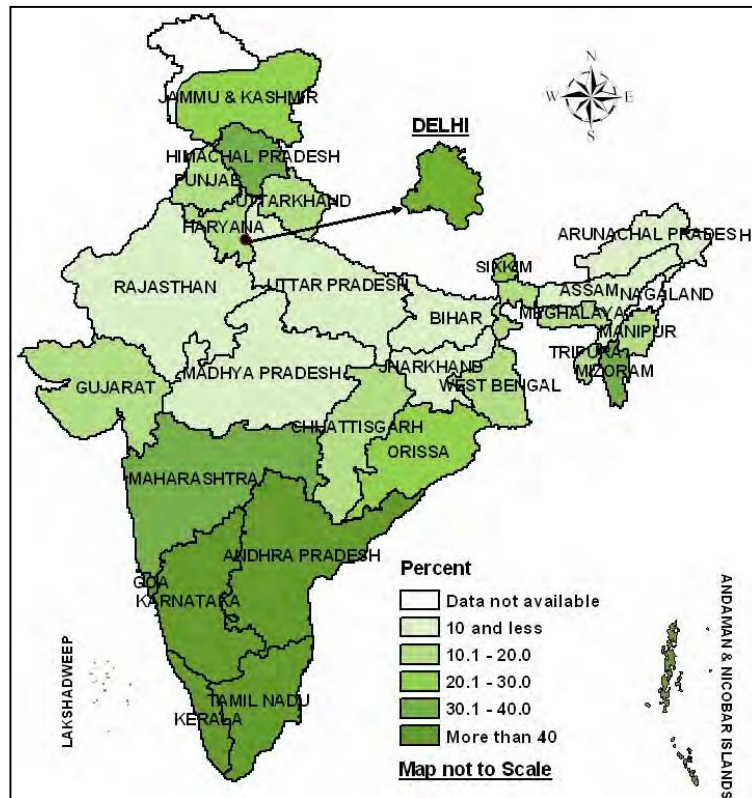 N
W E
S
JAMMU & KASHMIR
DELHI
HIMACHAL PRADESH
PUNJAB
UTTARKHAND
HARYANA
ARUNACHAL PRADESH
SIKKIM
RAJASTHAN
UTTAR PRADESH
ASSAM
NAGALAND
BIHAR
MEGHALAYA
MANIPUR
TRIPURA
MIZORAM
JHARKHAND
WEST BENGAL
GUJARAT
MADHYA PRADESH
CHHATTISGARH
ORISSA
MAHARASHTRA
ANDHRA PRADESH
GOA
KARNATAKA
TAMIL NADU
KERALA
LAKSHADWEEP
ANDAMAN & NICOBAR ISLANDS
Percent
Data not available
10 and less
10.1 - 20.0
20.1 - 30.0
30.1 - 40.0
More than 40
Map not to Scale